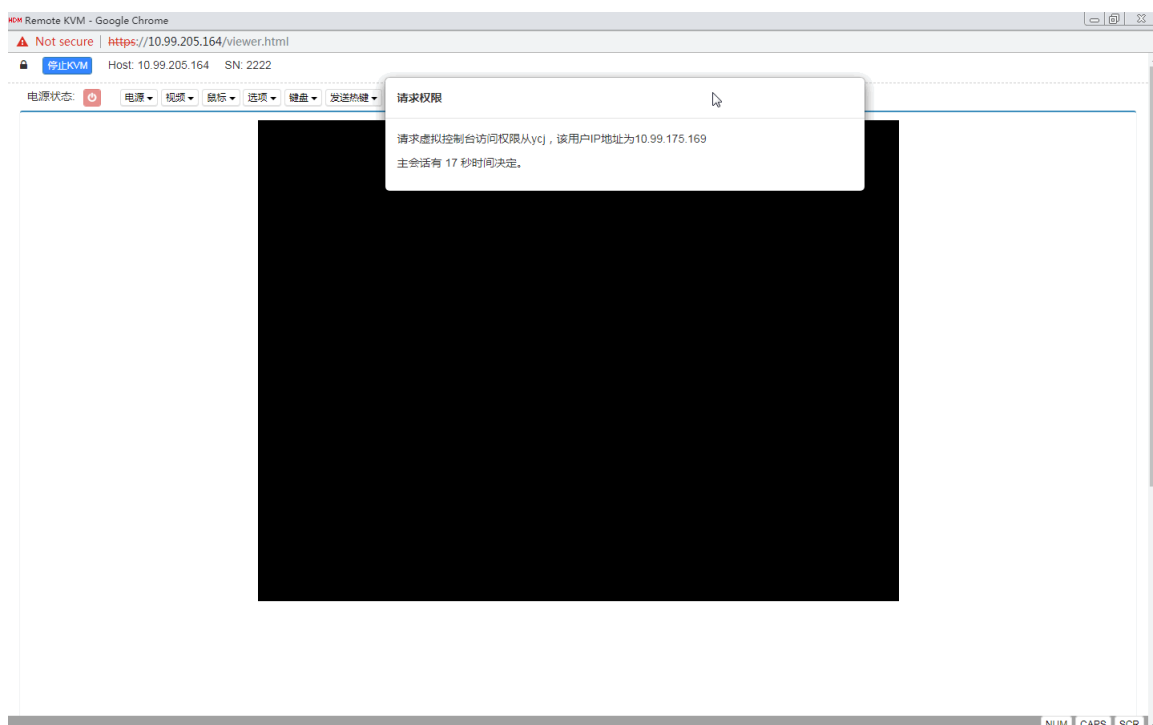 HDM Remote KVM - Google Chrome
Not secure | https://10.99.205.164/viewer.html
停止KVM Host: 10.99.205.164 SN: 2222
电源状态: 电源 视频 鼠标 选项 键盘 发送热键
请求权限
请求虚拟控制台访问权限从ycj，该用户IP地址为10.99.175.169
主会话有 17 秒时间决定。
NUM CAPS SCR